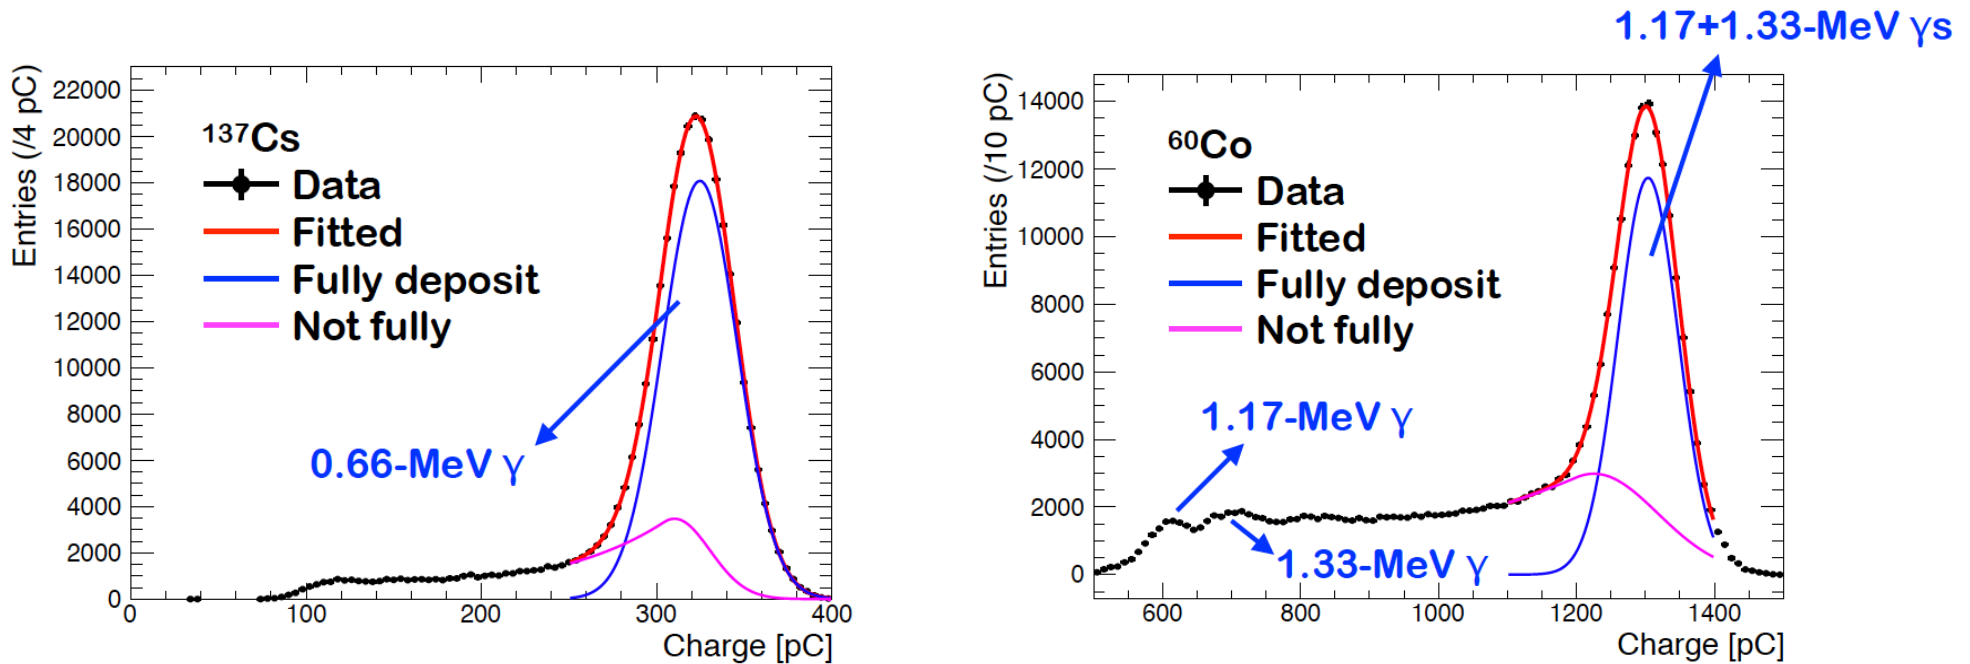 Entries (/4 pC)
22000
20000
18000
16000
14000
12000
10000
8000
6000
4000
2000
0
¹³⁷Cs
Data
Fitted
Fully deposit
Not fully
0.66-MeV γ
0
100
200
300
400
Charge [pC]
1.17+1.33-MeV γs
Entries (/10 pC)
14000
12000
10000
8000
6000
4000
2000
0
⁶⁰Co
Data
Fitted
Fully deposit
Not fully
1.17-MeV γ
1.33-MeV γ
600
800
1000
1200
1400
Charge [pC]